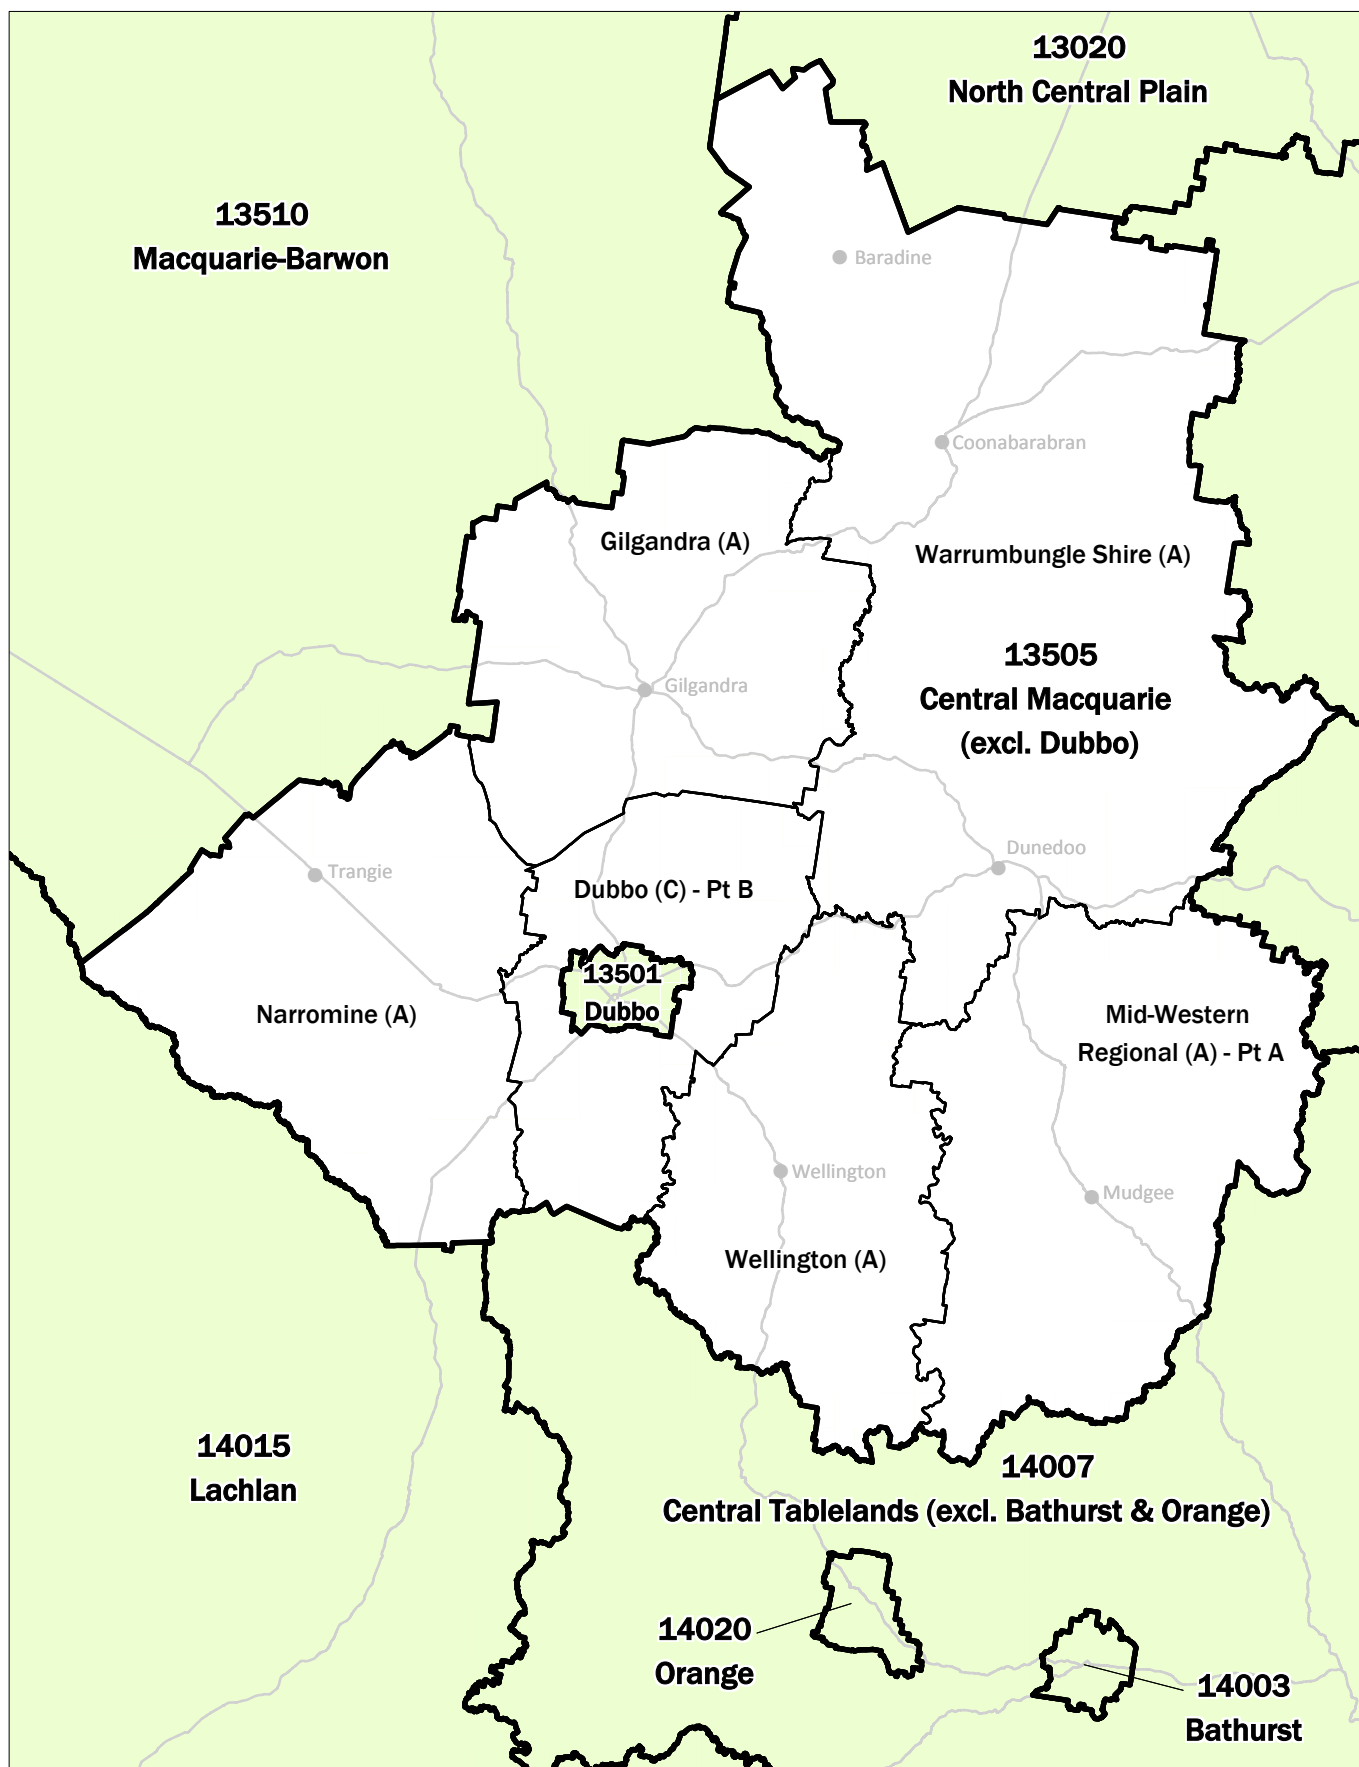 13020
North Central Plain
13510
Macquarie-Barwon
Baradine
Coonabarabran
Gilgandra (A)
Warrumbungle Shire (A)
13505
Central Macquarie
(excl. Dubbo)
Gilgandra
Dunedoo
Trangie
Dubbo (C) - Pt B
13501
Dubbo
Narromine (A)
Mid-Western
Regional (A) - Pt A
Wellington
Mudgee
Wellington (A)
14015
Lachlan
14007
Central Tablelands (excl. Bathurst & Orange)
14020
Orange
14003
Bathurst